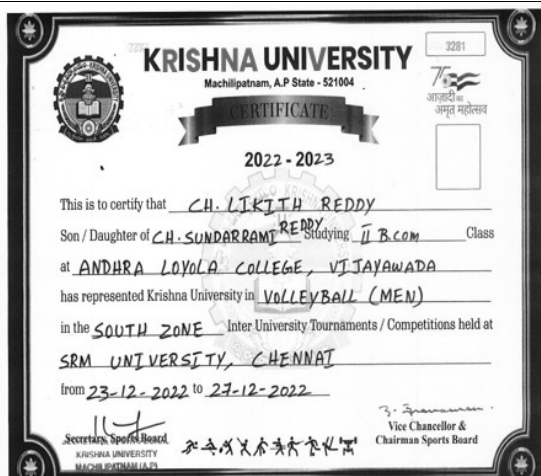 3281
KRISHNA UNIVERSITY
Machilipatnam, A.P State - 521004
75
आज़ादी का
अमृत महोत्सव
CERTIFICATE
2022 - 2023
This is to certify that CH. LIKITH REDDY
Son / Daughter of CH. SUNDARRAMI REDDY Studying II B.COM Class
at ANDHRA LOYOLA COLLEGE, VIJAYAWADA
has represented Krishna University in VOLLEYBALL (MEN)
in the SOUTH ZONE Inter University Tournaments / Competitions held at
SRM UNIVERSITY, CHENNAI
from 23-12-2022 to 27-12-2022
Secretary, Sports Board
KRISHNA UNIVERSITY
MACHILIPATNAM (A.P)
Vice Chancellor &
Chairman Sports Board